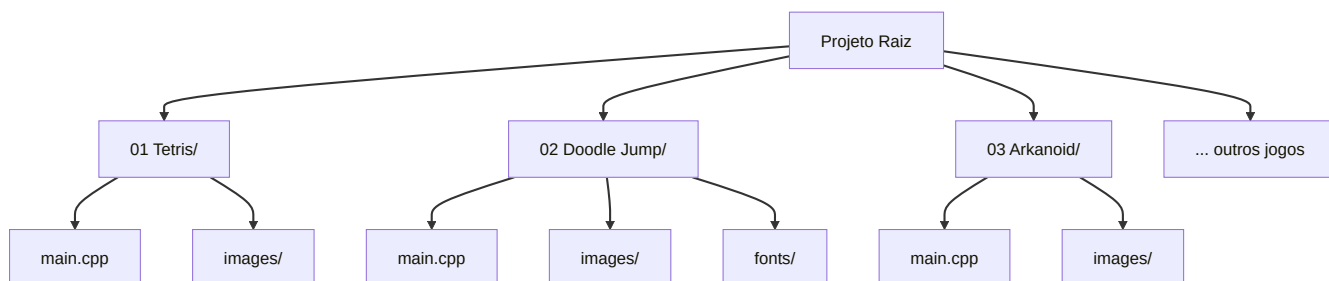 Projeto Raiz
01 Tetris/
02 Doodle Jump/
03 Arkanoid/
... outros jogos
main.cpp
images/
main.cpp
images/
fonts/
main.cpp
images/